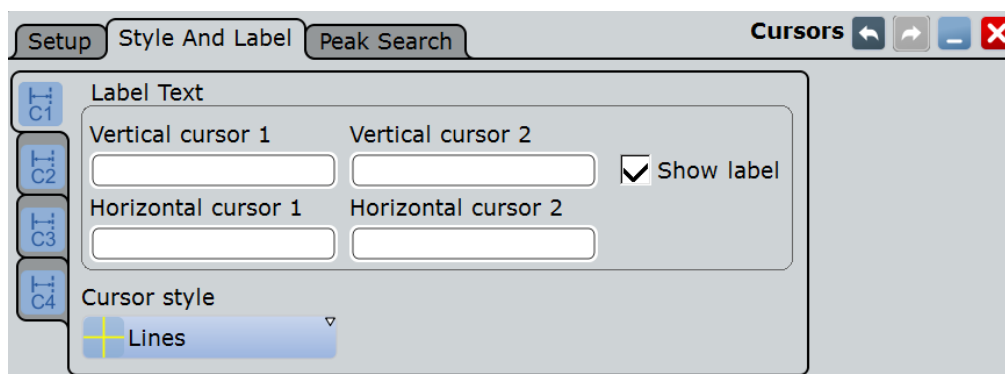 Setup Style And Label Peak Search Cursors
C1 Label Text
Vertical cursor 1 Vertical cursor 2
C2 Show label
Horizontal cursor 1 Horizontal cursor 2
C3
C4 Cursor style
Lines